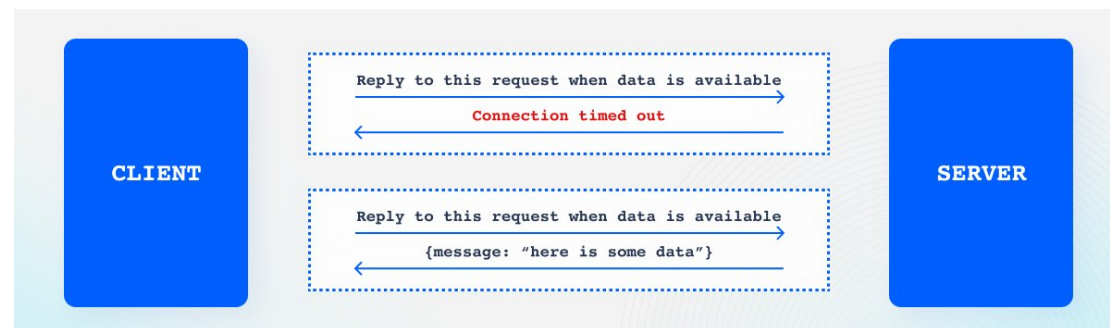 CLIENT
Reply to this request when data is available
Connection timed out
Reply to this request when data is available
{message: “here is some data”}
SERVER